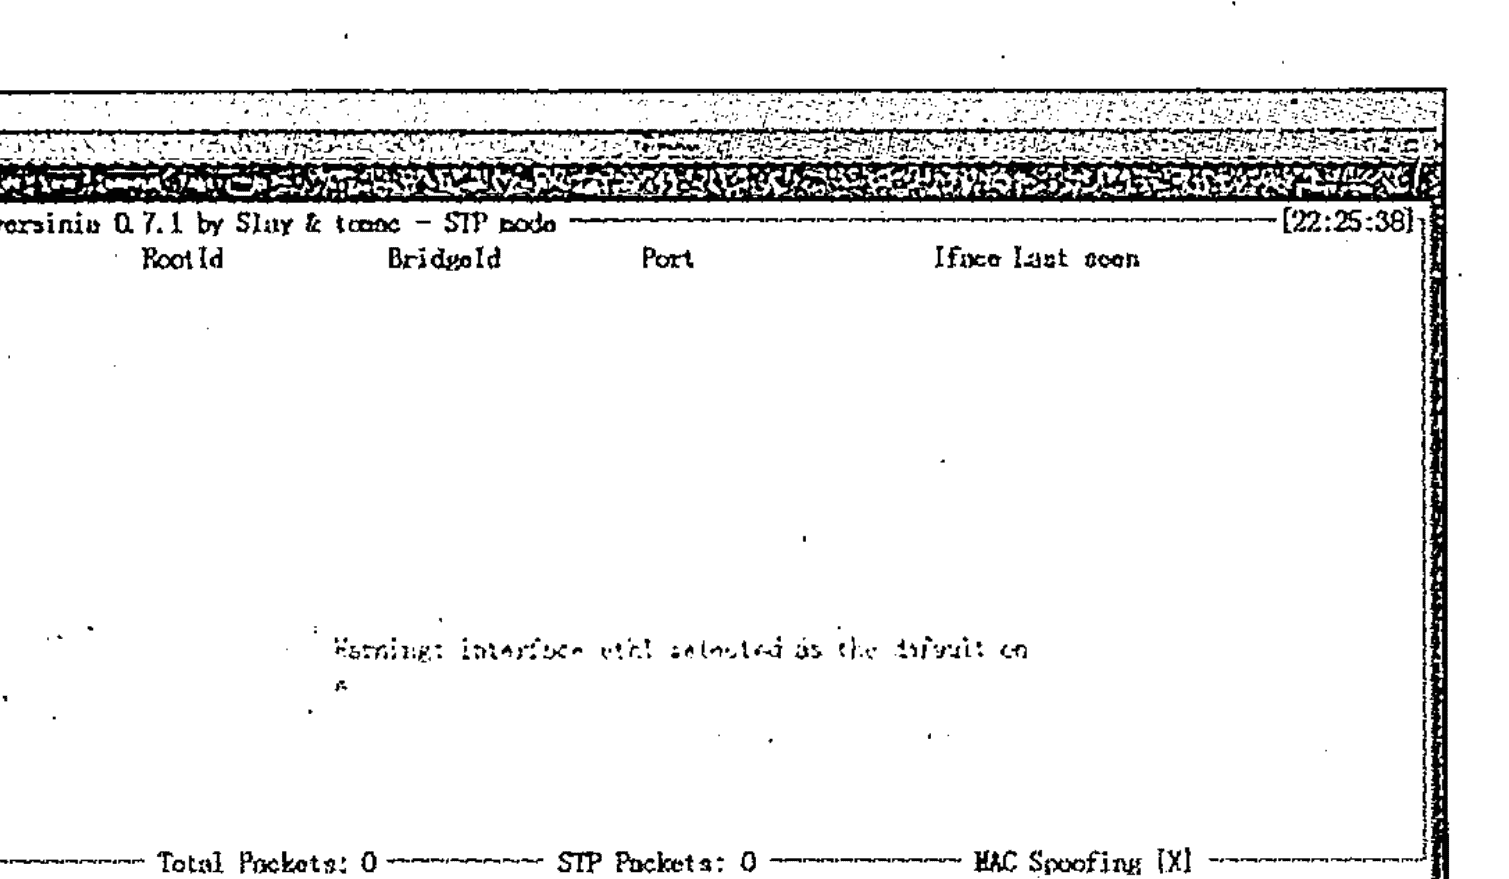 yersinia 0.7.1 by Slay & tomac - STP mode [22:25:38]
RootId BridgeId Port Iface Last seen
Warning: interface eth1 selected as the default on
e
Total Packets: 0 STP Packets: 0 MAC Spoofing [X]